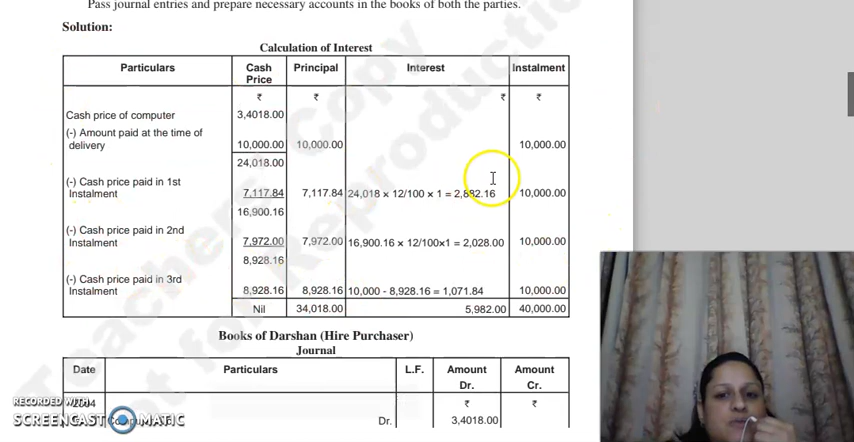 Pass journal entries and prepare necessary accounts in the books of both the parties.
Solution:
Calculation of Interest
Particulars Cash Price Principal Interest Instalment
₹ ₹ ₹ ₹
Cash price of computer 3,4018.00
(-) Amount paid at the time of
delivery 10,000.00 10,000.00 10,000.00
24,018.00
(-) Cash price paid in 1st
Instalment 7,117.84 7,117.84 24,018 × 12/100 × 1 = 2,882.16 10,000.00
16,900.16
(-) Cash price paid in 2nd
Instalment 7,972.00 7,972.00 16,900.16 × 12/100×1 = 2,028.00 10,000.00
8,928.16
(-) Cash price paid in 3rd
Instalment 8,928.16 8,928.16 10,000 - 8,928.16 = 1,071.84 10,000.00
Nil 34,018.00 5,982.00 40,000.00
Books of Darshan (Hire Purchaser)
Journal
Date Particulars L.F. Amount Dr. Amount Cr.
₹ ₹
Dr. 3,4018.00
RECORDED WITH
SCREENCAST MATIC
Teachers Copy
Not for Reproduction